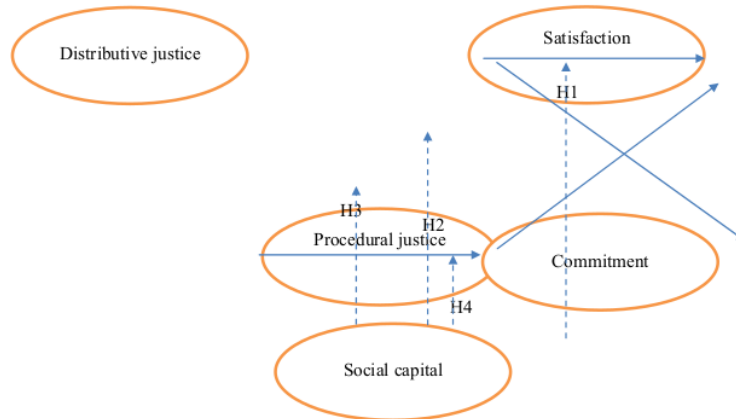 Distributive justice
Satisfaction
H1
H3
H2
Procedural justice
Commitment
H4
Social capital